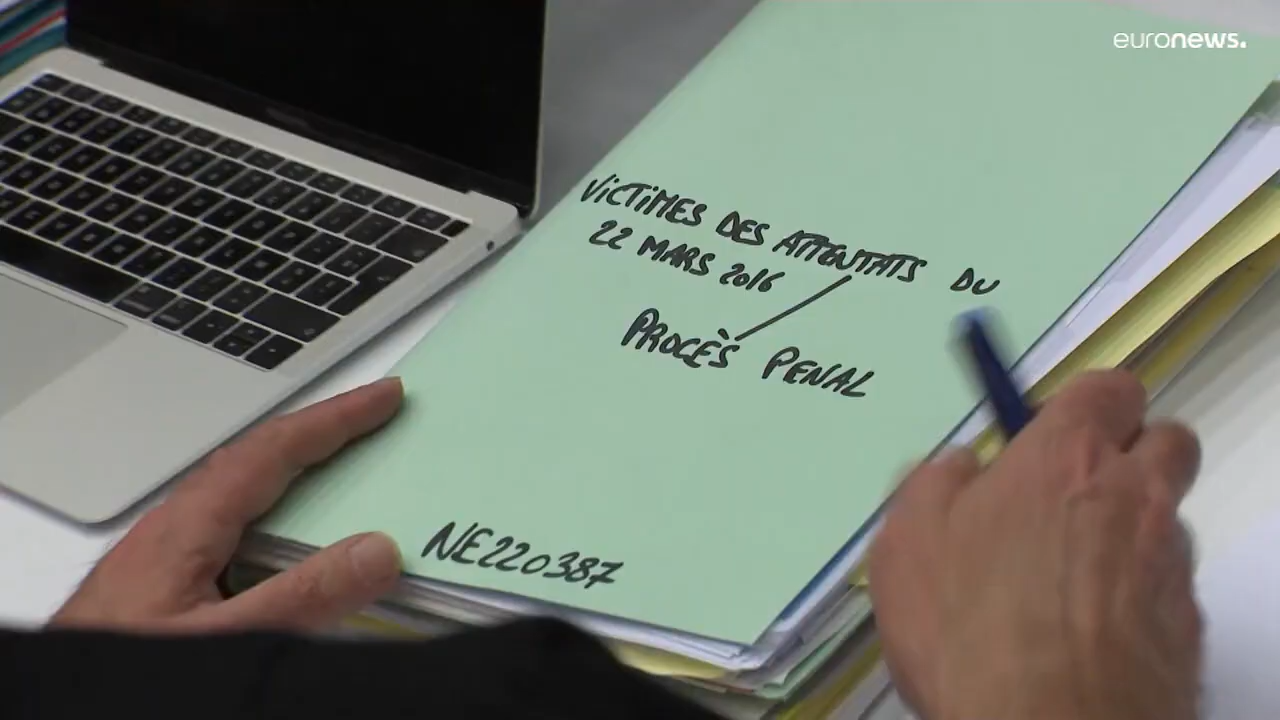 euronews.
VICTIMES DES ATTENTATS DU
22 MARS 2016
PROCÈS PENAL
NE220387